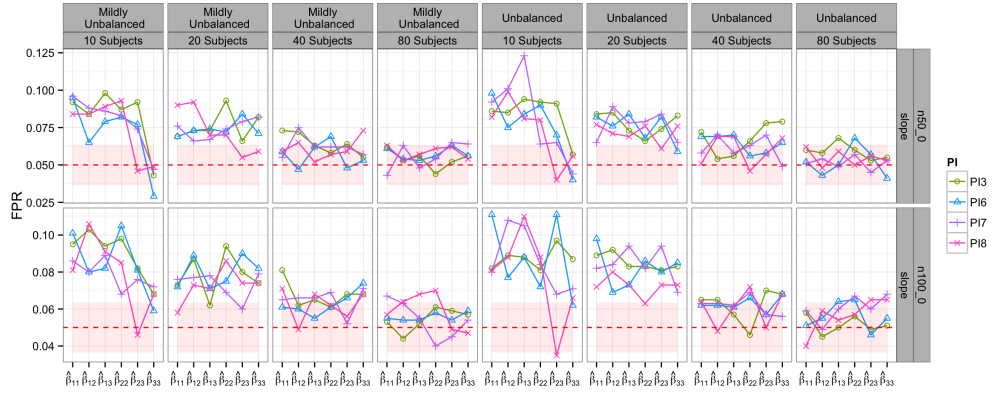 Mildly Unbalanced
10 Subjects
Mildly Unbalanced
20 Subjects
Mildly Unbalanced
40 Subjects
Mildly Unbalanced
80 Subjects
Unbalanced
10 Subjects
Unbalanced
20 Subjects
Unbalanced
40 Subjects
Unbalanced
80 Subjects
0.125
0.100
0.075
0.050
0.025
n50_0
slope
FPR
0.10
0.08
0.06
0.04
n100_0
slope
β̂11 β̂12 β̂13 β̂22 β̂23 β̂33
β̂11 β̂12 β̂13 β̂22 β̂23 β̂33
β̂11 β̂12 β̂13 β̂22 β̂23 β̂33
β̂11 β̂12 β̂13 β̂22 β̂23 β̂33
β̂11 β̂12 β̂13 β̂22 β̂23 β̂33
β̂11 β̂12 β̂13 β̂22 β̂23 β̂33
β̂11 β̂12 β̂13 β̂22 β̂23 β̂33
β̂11 β̂12 β̂13 β̂22 β̂23 β̂33
PI
PI3
PI6
PI7
PI8